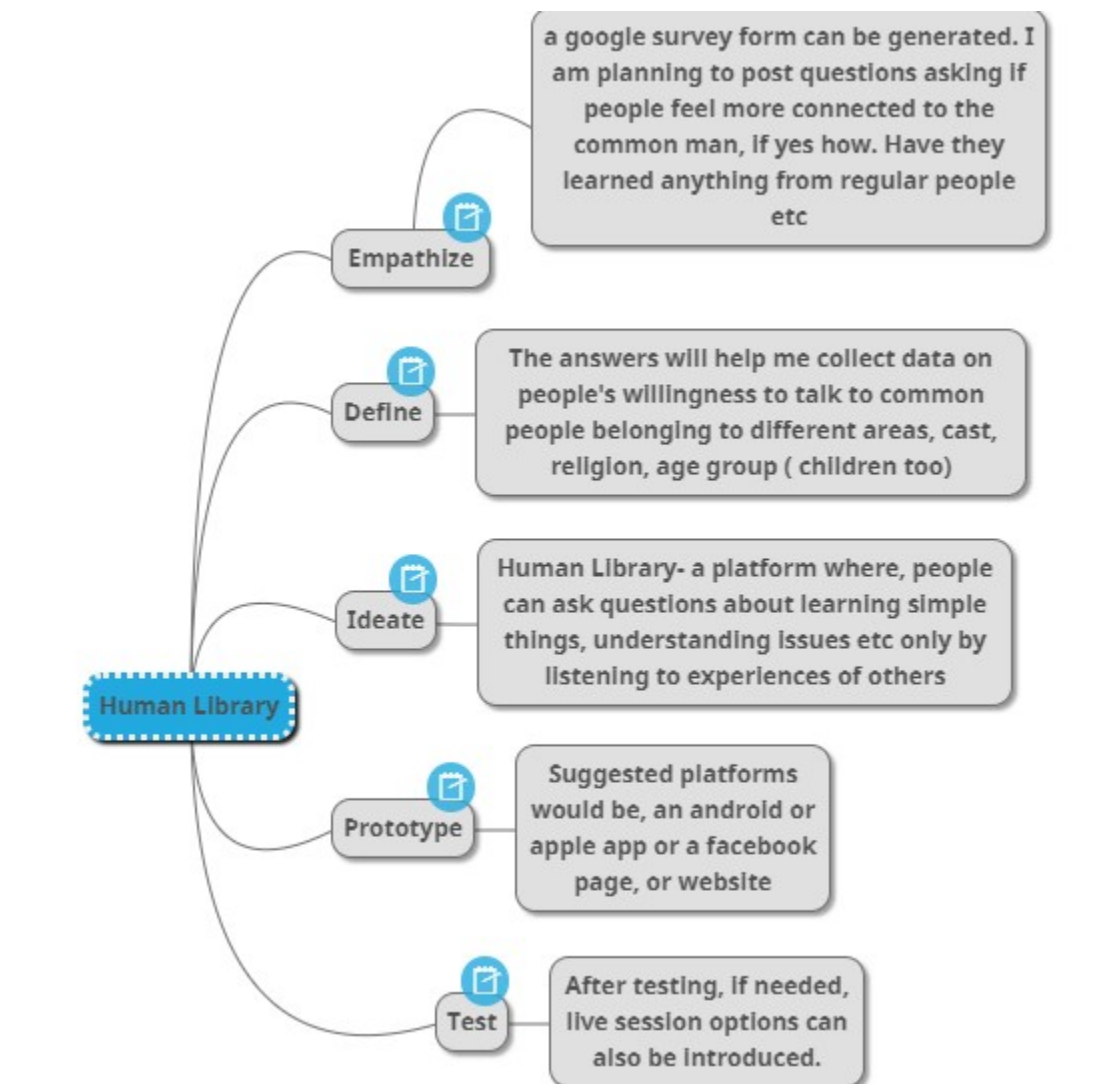 a google survey form can be generated. I
am planning to post questions asking if
people feel more connected to the
common man, if yes how. Have they
learned anything from regular people
etc
Empathize
The answers will help me collect data on
people's willingness to talk to common
people belonging to different areas, cast,
religion, age group ( children too)
Define
Human Library- a platform where, people
can ask questions about learning simple
things, understanding issues etc only by
listening to experiences of others
Ideate
Human Library
Suggested platforms
would be, an android or
apple app or a facebook
page, or website
Prototype
After testing, if needed,
live session options can
also be introduced.
Test